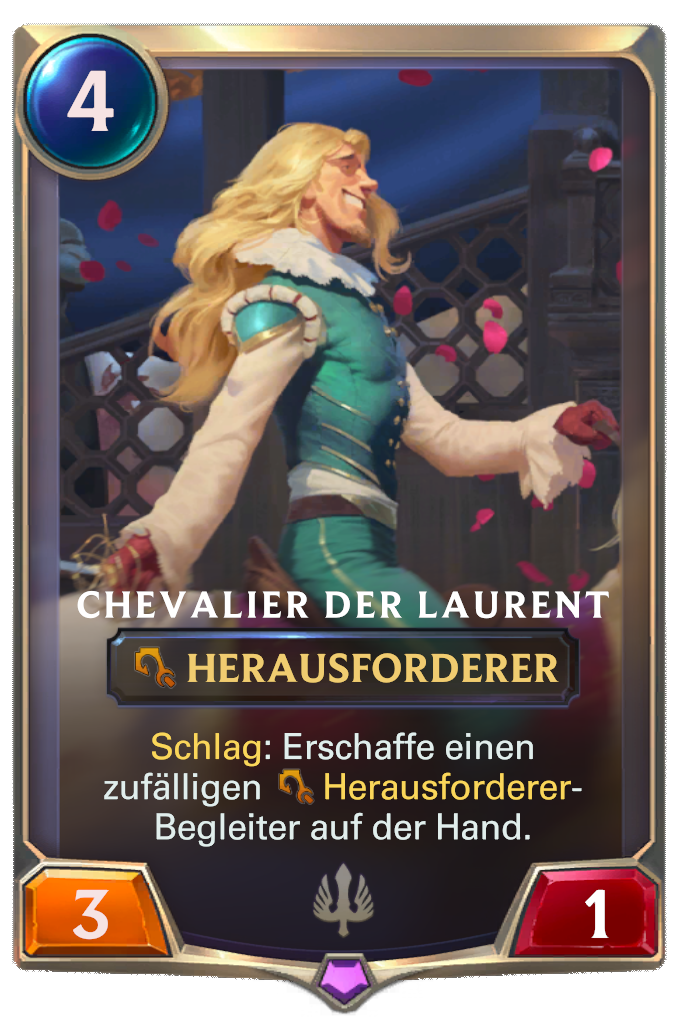 4
CHEVALIER DER LAURENT
HERAUSFORDERER
Schlag: Erschaffe einen
zufälligen Herausforderer-
Begleiter auf der Hand.
3 1